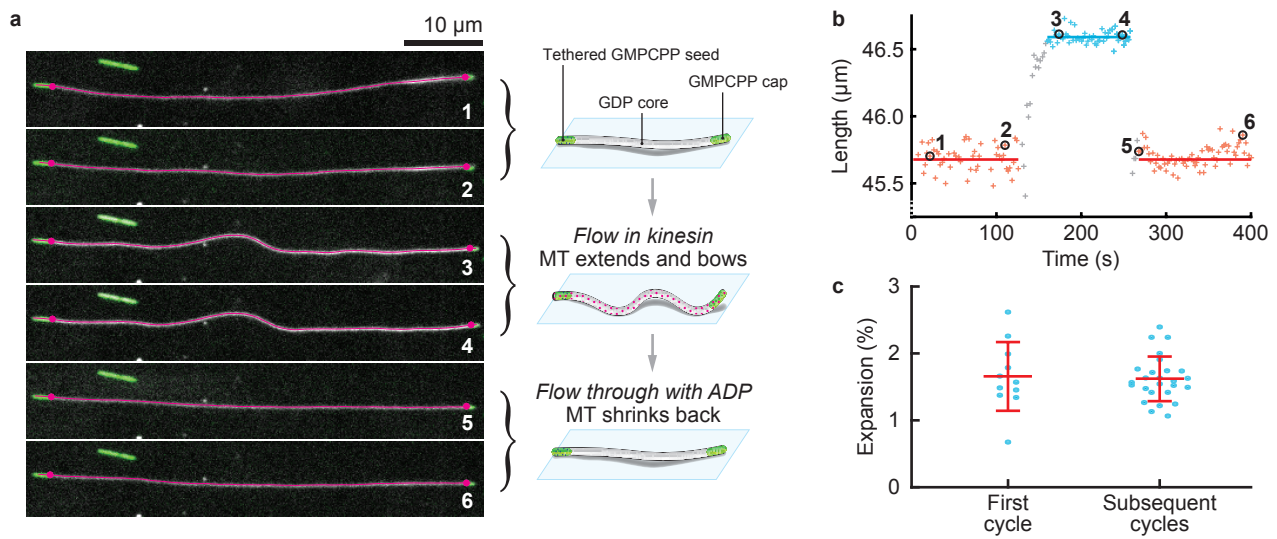 a
10 µm
1
2
3
4
5
6
Tethered GMPCPP seed
GMPCPP cap
GDP core
Flow in kinesin
MT extends and bows
Flow through with ADP
MT shrinks back
b
Length (µm)
46.5
46.0
45.5
0
100
200
300
400
Time (s)
1
2
3
4
5
6
c
Expansion (%)
3
2
1
0
First
cycle
Subsequent
cycles